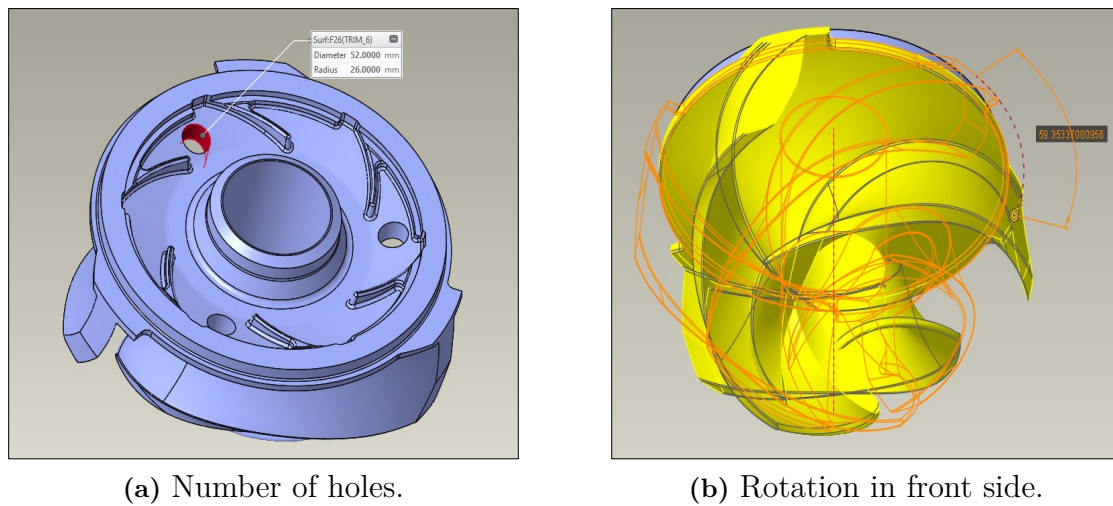 Surf:F26(TRIM_6)
Diameter 52.0000 mm
Radius 26.0000 mm
59.35337080956
(a) Number of holes.
(b) Rotation in front side.